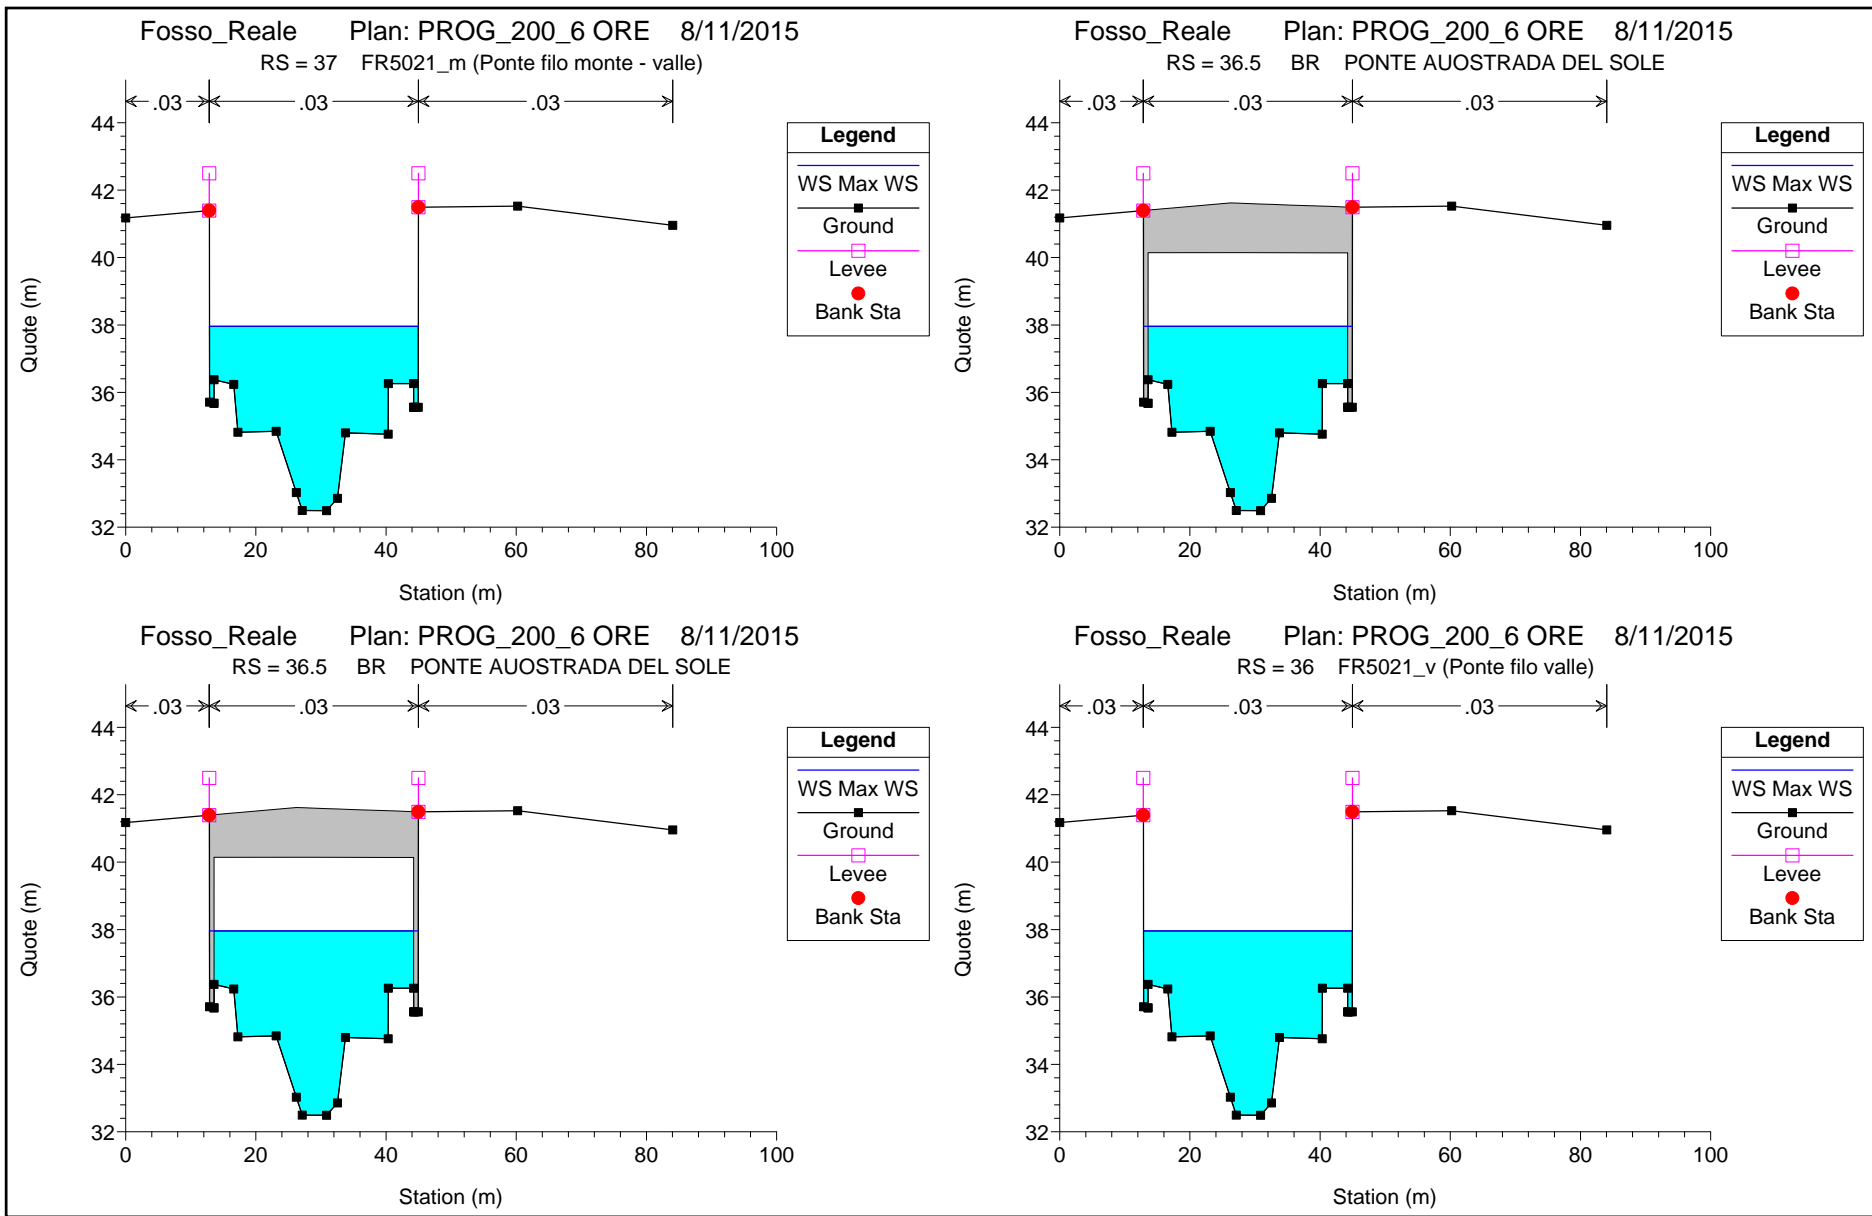 Fosso_Reale Plan: PROG_200_6 ORE 8/11/2015
RS = 37 FR5021_m (Ponte filo monte - valle)
.03 .03 .03
44
42
40
38
36
34
32
0 20 40 60 80 100
Quote (m)
Station (m)
Legend
WS Max WS
Ground
Levee
Bank Sta
Fosso_Reale Plan: PROG_200_6 ORE 8/11/2015
RS = 36.5 BR PONTE AUOSTRADA DEL SOLE
.03 .03 .03
44
42
40
38
36
34
32
0 20 40 60 80 100
Quote (m)
Station (m)
Legend
WS Max WS
Ground
Levee
Bank Sta
Fosso_Reale Plan: PROG_200_6 ORE 8/11/2015
RS = 36.5 BR PONTE AUOSTRADA DEL SOLE
.03 .03 .03
44
42
40
38
36
34
32
0 20 40 60 80 100
Quote (m)
Station (m)
Legend
WS Max WS
Ground
Levee
Bank Sta
Fosso_Reale Plan: PROG_200_6 ORE 8/11/2015
RS = 36 FR5021_v (Ponte filo valle)
.03 .03 .03
44
42
40
38
36
34
32
0 20 40 60 80 100
Quote (m)
Station (m)
Legend
WS Max WS
Ground
Levee
Bank Sta